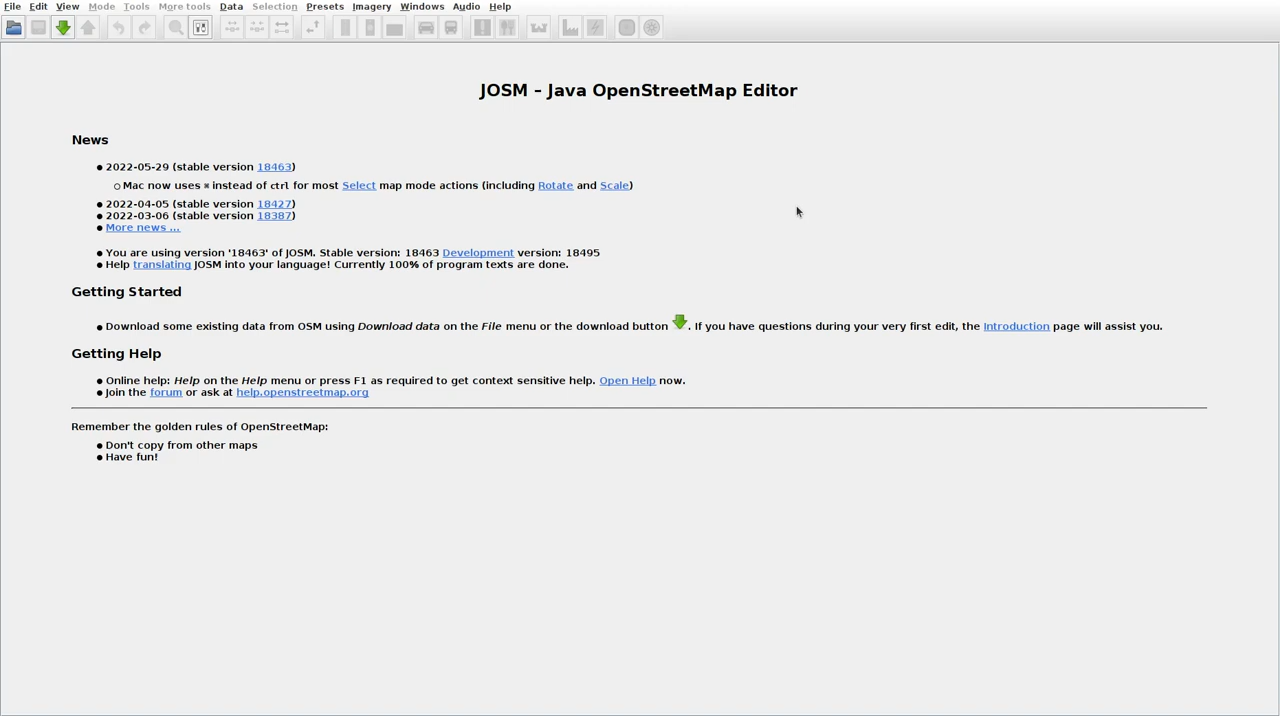 File Edit View Mode Tools More tools Data Selection Presets Imagery Windows Audio Help
JOSM – Java OpenStreetMap Editor
News
● 2022-05-29 (stable version 18463)
○ Mac now uses ⌘ instead of ctrl for most Select map mode actions (including Rotate and Scale)
● 2022-04-05 (stable version 18427)
● 2022-03-06 (stable version 18387)
● More news ...
● You are using version '18463' of JOSM. Stable version: 18463 Development version: 18495
● Help translating JOSM into your language! Currently 100% of program texts are done.
Getting Started
● Download some existing data from OSM using Download data on the File menu or the download button . If you have questions during your very first edit, the Introduction page will assist you.
Getting Help
● Online help: Help on the Help menu or press F1 as required to get context sensitive help. Open Help now.
● Join the forum or ask at help.openstreetmap.org
Remember the golden rules of OpenStreetMap:
● Don't copy from other maps
● Have fun!